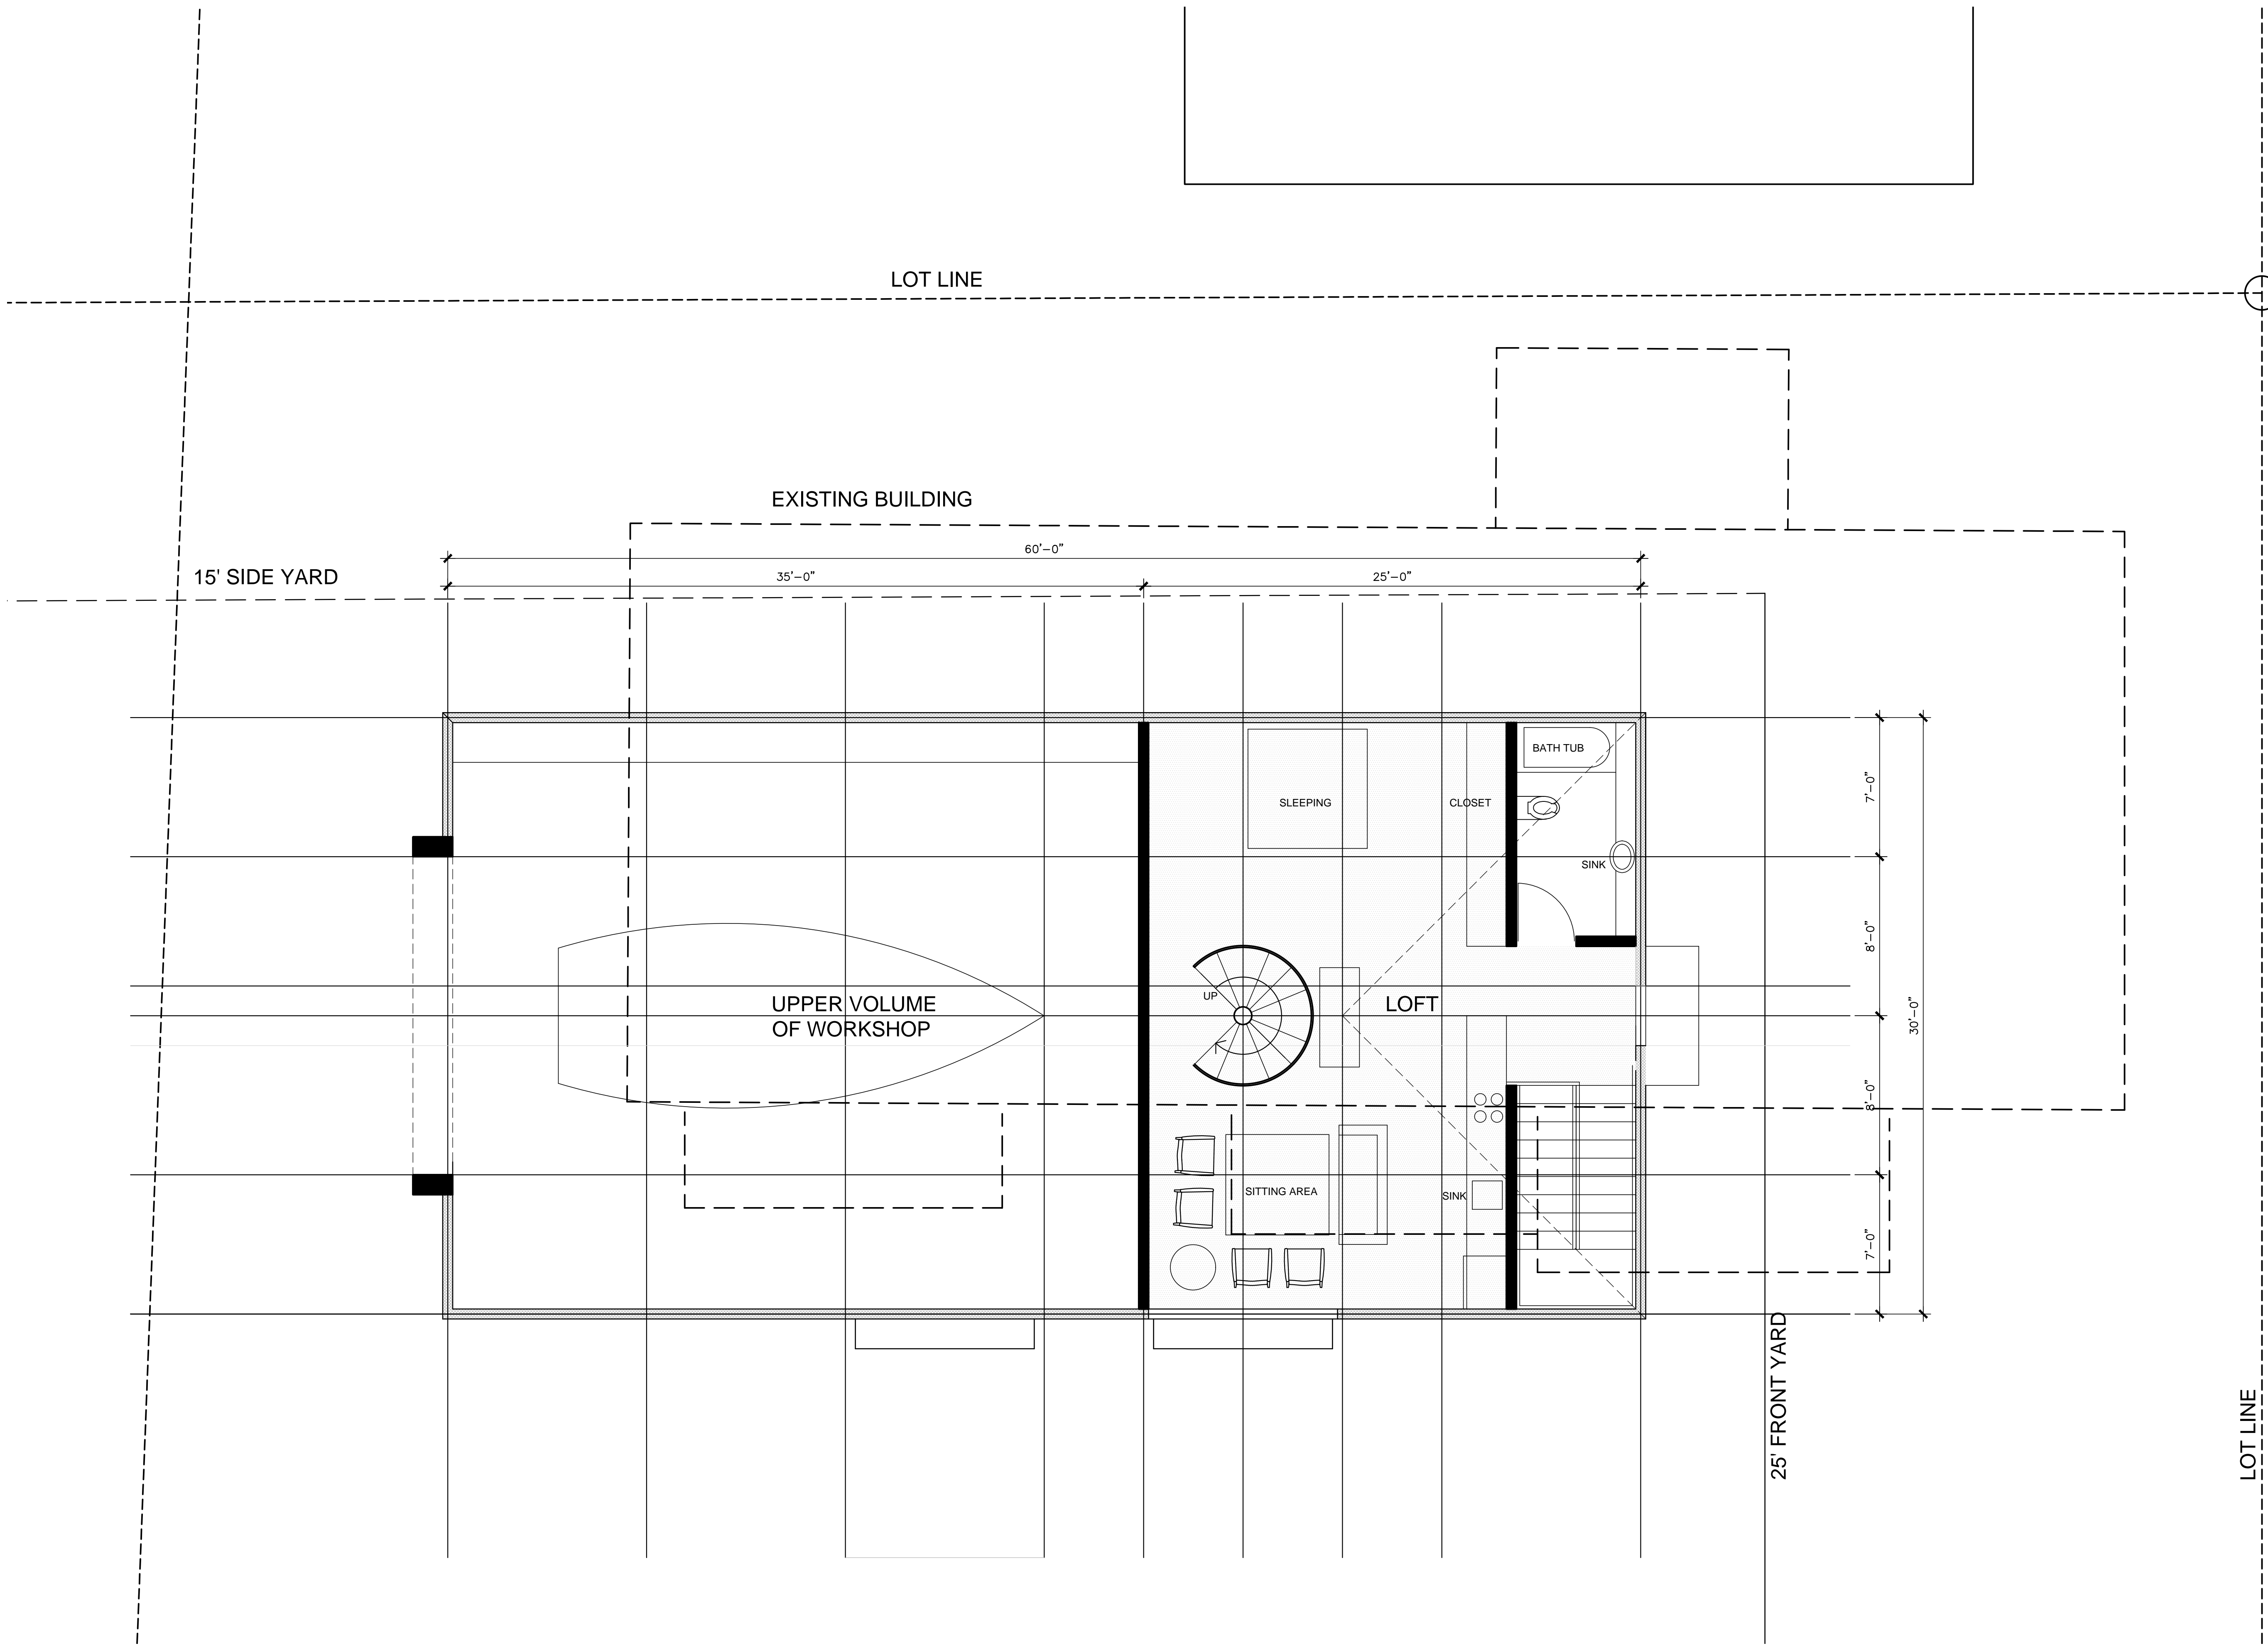 LOT LINE
EXISTING BUILDING
60'-0"
15' SIDE YARD
35'-0"
25'-0"
BATH TUB
7'-0"
SLEEPING
CLOSET
SINK
8'-0"
UP
UPPER VOLUME
OF WORKSHOP
LOFT
30'-0"
8'-0"
SITTING AREA
SINK
7'-0"
25' FRONT YARD
LOT LINE